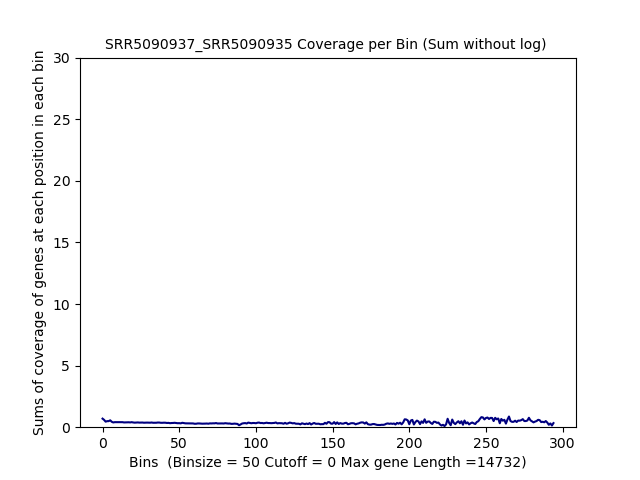 SRR5090937_SRR5090935 Coverage per Bin (Sum without log)
Sums of coverage of genes at each position in each bin
30
25
20
15
10
5
0
0 50 100 150 200 250 300
Bins  (Binsize = 50 Cutoff = 0 Max gene Length =14732)